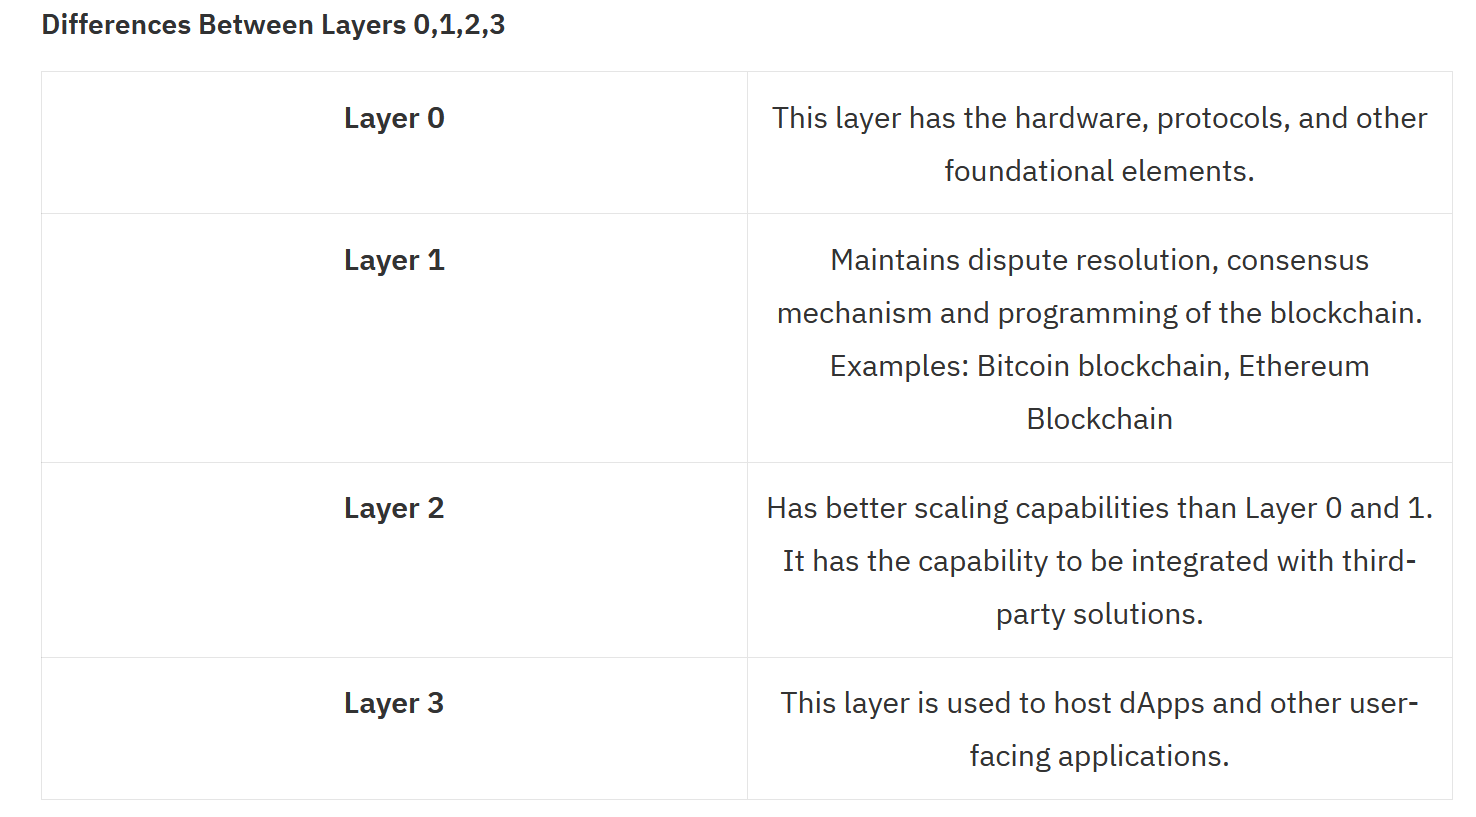 Differences Between Layers 0,1,2,3
Layer 0
This layer has the hardware, protocols, and other
foundational elements.
Layer 1
Maintains dispute resolution, consensus
mechanism and programming of the blockchain.
Examples: Bitcoin blockchain, Ethereum
Blockchain
Layer 2
Has better scaling capabilities than Layer 0 and 1.
It has the capability to be integrated with third-
party solutions.
Layer 3
This layer is used to host dApps and other user-
facing applications.